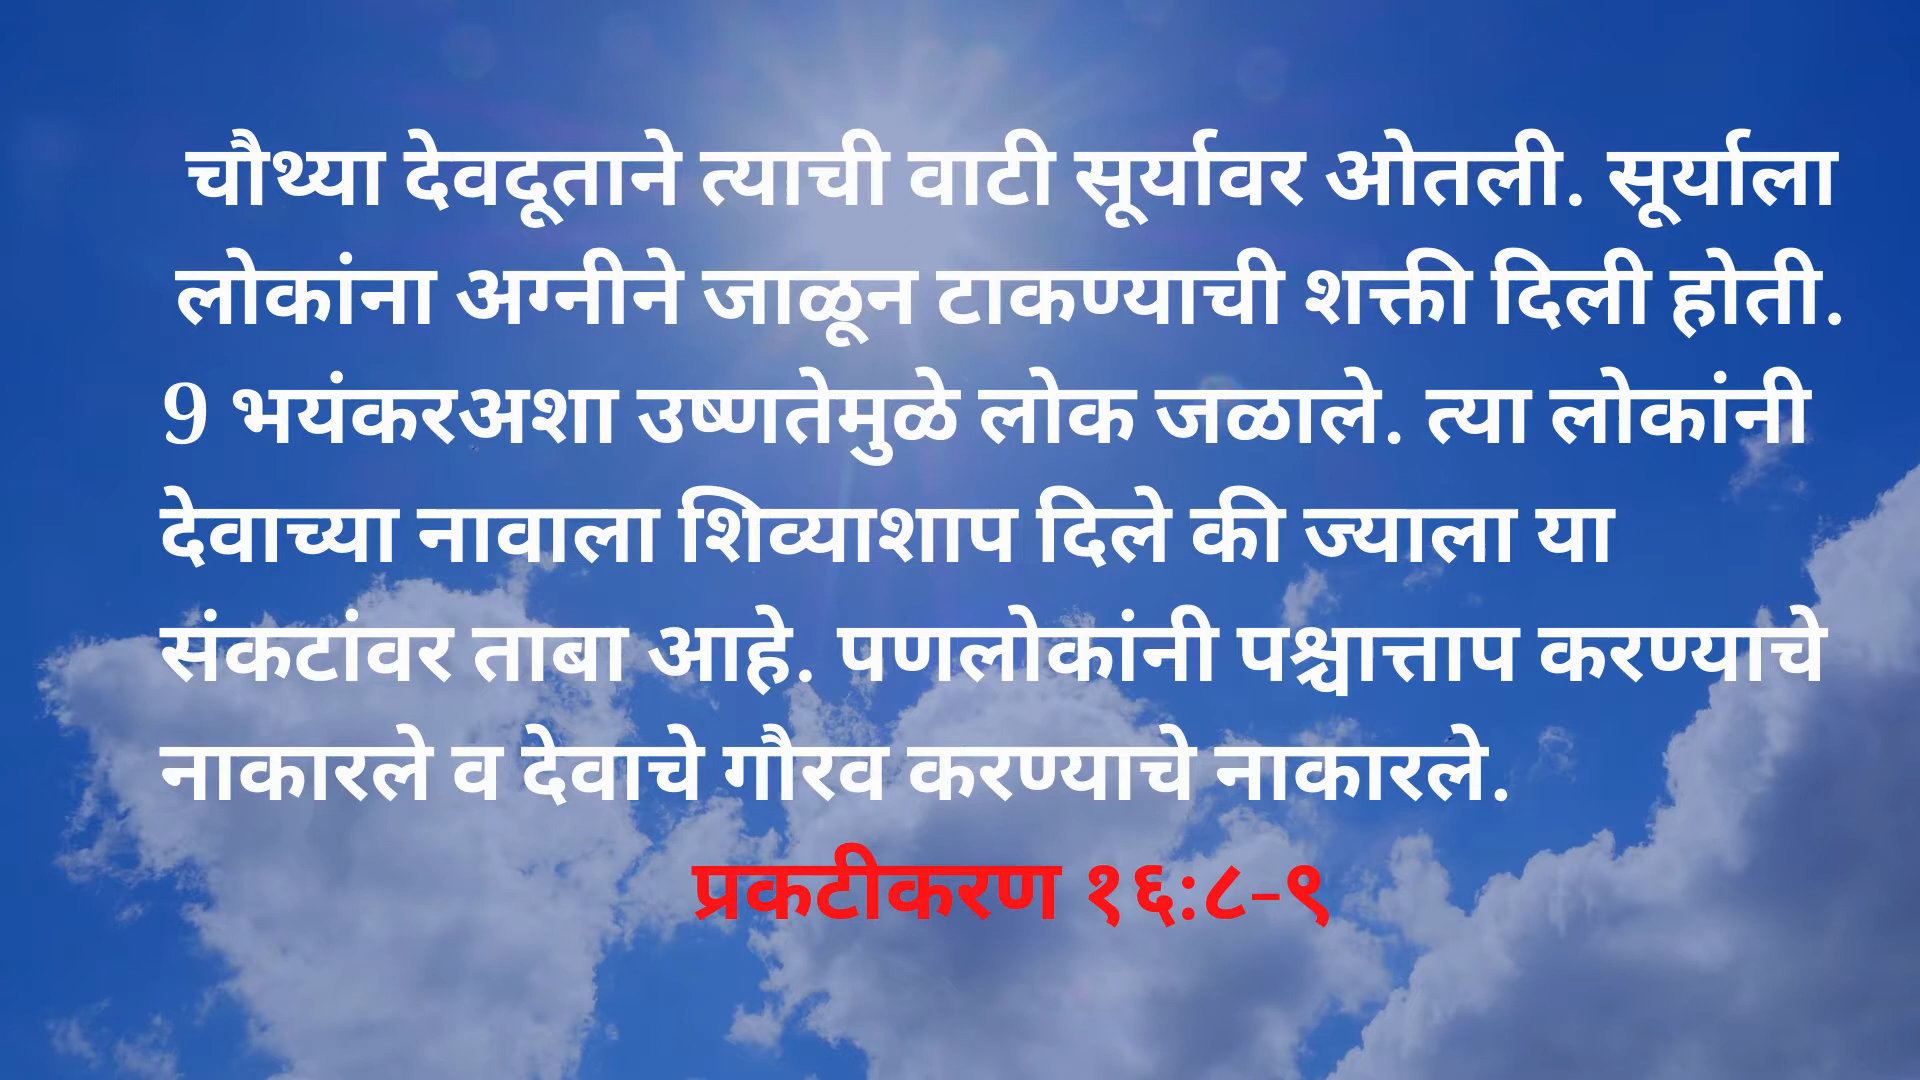 चौथ्या देवदूताने त्याची वाटी सूर्यावर ओतली. सूर्याला
लोकांना अग्नीने जाळून टाकण्याची शक्ती दिली होती.
9 भयंकरअशा उष्णतेमुळे लोक जळाले. त्या लोकांनी
देवाच्या नावाला शिव्याशाप दिले की ज्याला या
संकटांवर ताबा आहे. पणलोकांनी पश्चात्ताप करण्याचे
नाकारले व देवाचे गौरव करण्याचे नाकारले.
प्रकटीकरण १६:८-९